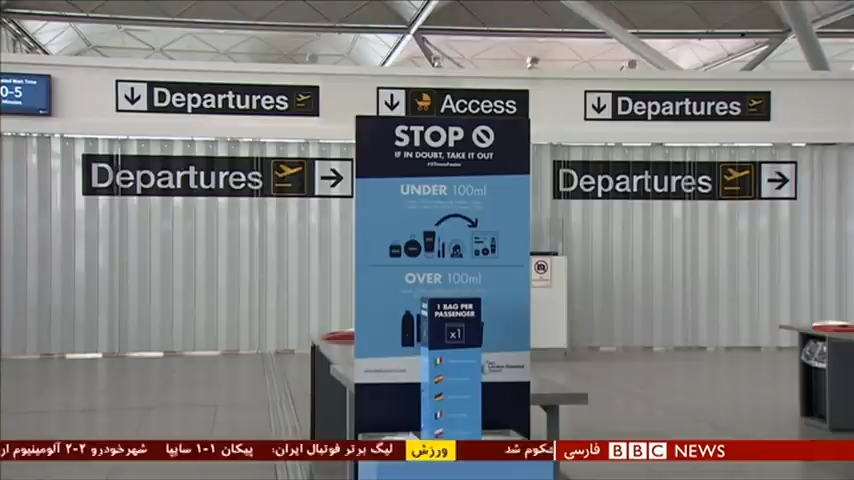 0-5
Minutes
Departures
Access
Departures
Departures
Departures
STOP
IF IN DOUBT, TAKE IT OUT
UNDER 100ml
OVER 100ml
1 BAG PER
PASSENGER
x1
London Stansted
حکوم شد ورزش لیگ برتر فوتبال ایران: پیکان ۱-۱ سایپا شهرخودرو ۲-۲ آلومینیوم ار
BBC NEWS فارسی